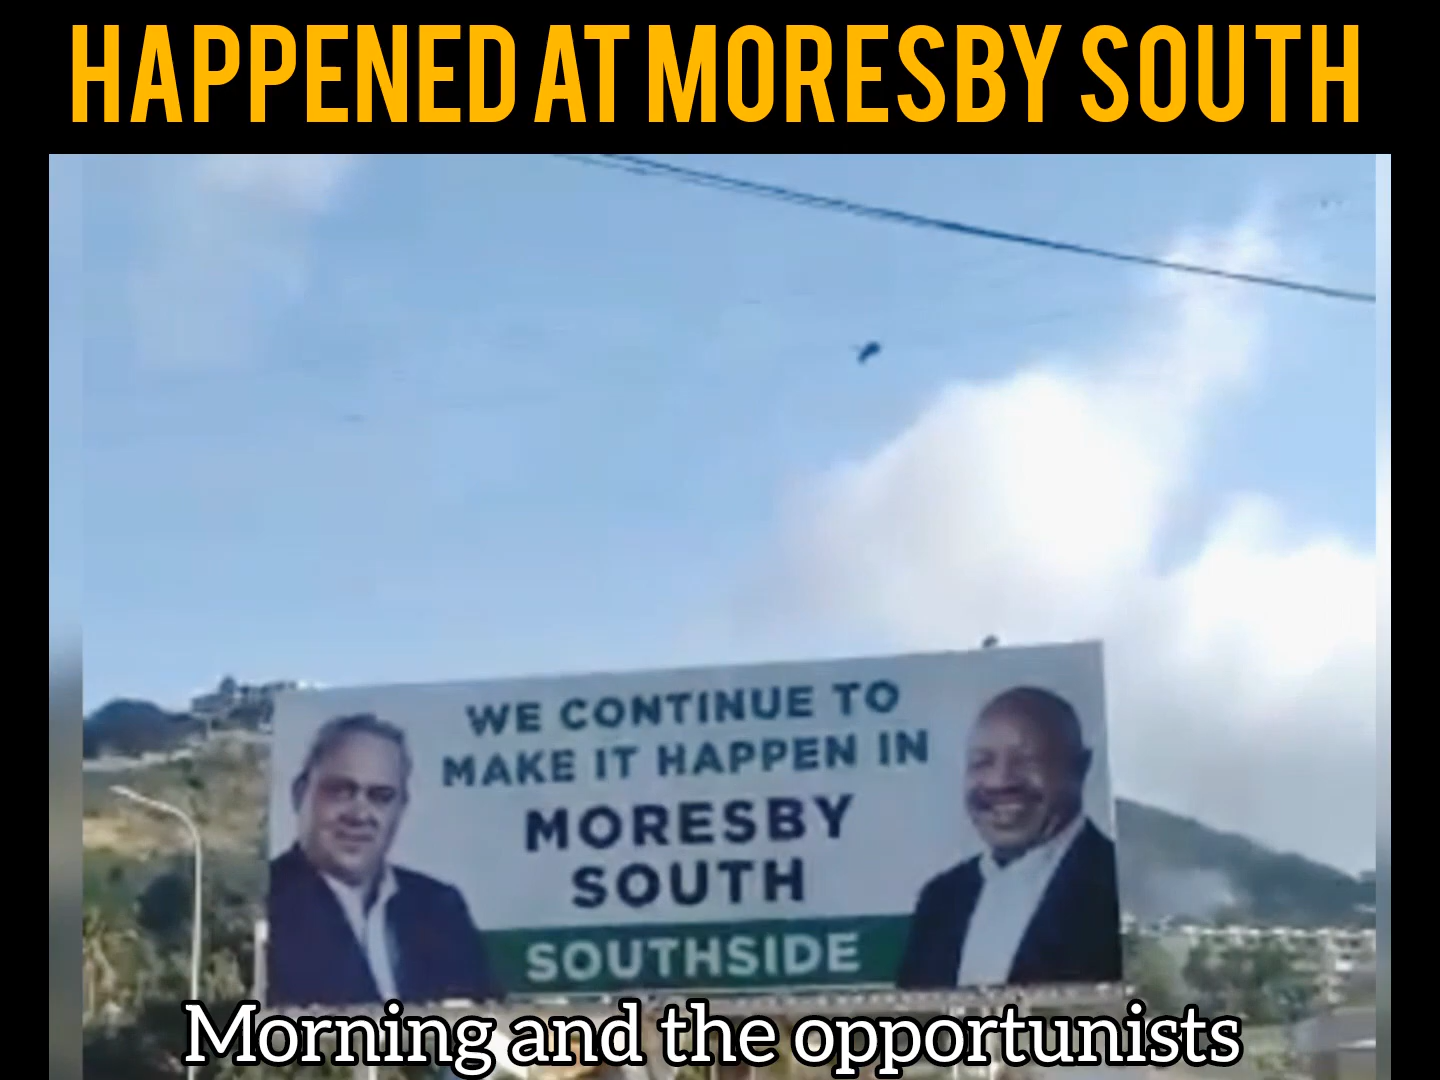 HAPPENED AT MORESBY SOUTH
WE CONTINUE TO
MAKE IT HAPPEN IN
MORESBY
SOUTH
SOUTHSIDE
Morning and the opportunists